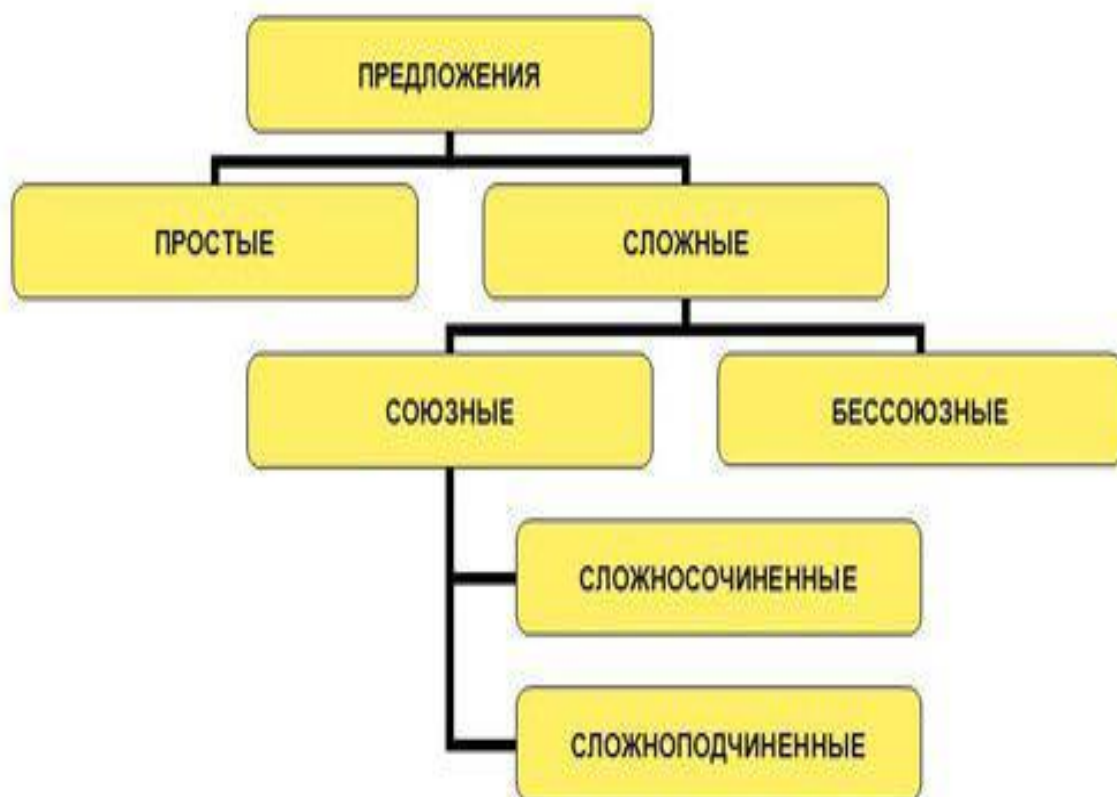 ПРЕДЛОЖЕНИЯ
ПРОСТЫЕ
СЛОЖНЫЕ
СОЮЗНЫЕ
БЕССОЮЗНЫЕ
СЛОЖНОСОЧИНЕННЫЕ
СЛОЖНОПОДЧИНЕННЫЕ